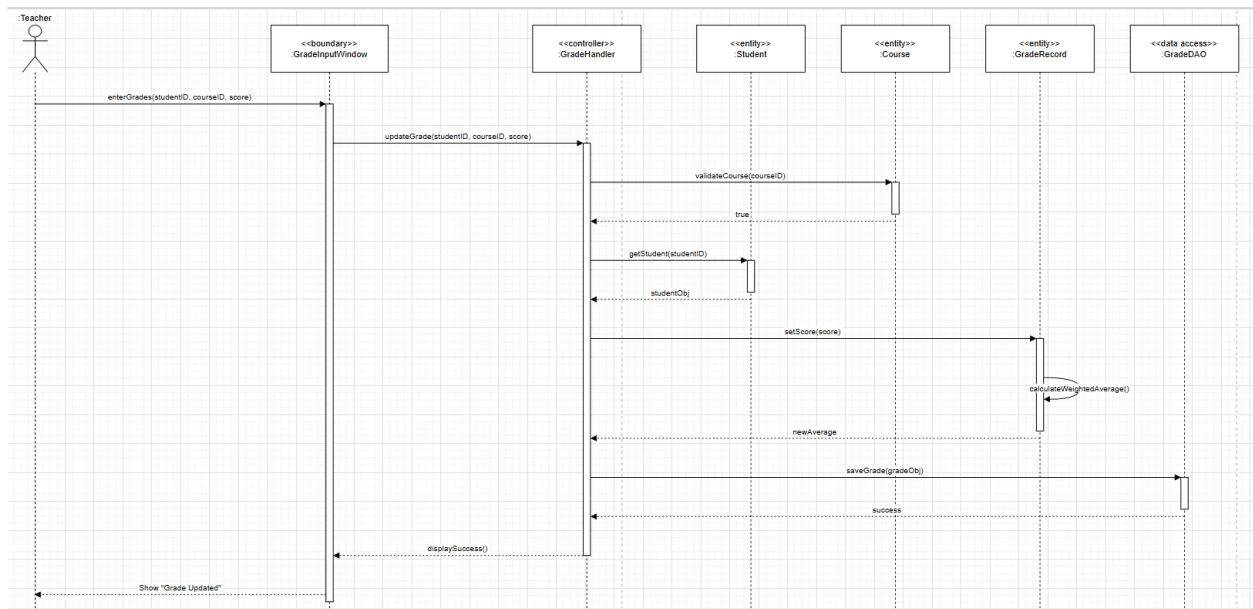 :Teacher
<<boundary>>
:GradeInputWindow
<<controller>>
:GradeHandler
<<entity>>
:Student
<<entity>>
:Course
<<entity>>
:GradeRecord
<<data access>>
:GradeDAO
enterGrades(studentID, courseID, score)
updateGrade(studentID, courseID, score)
validateCourse(courseID)
true
getStudent(studentID)
studentObj
setScore(score)
calculateWeightedAverage()
newAverage
saveGrade(gradeObj)
success
displaySuccess()
Show "Grade Updated"